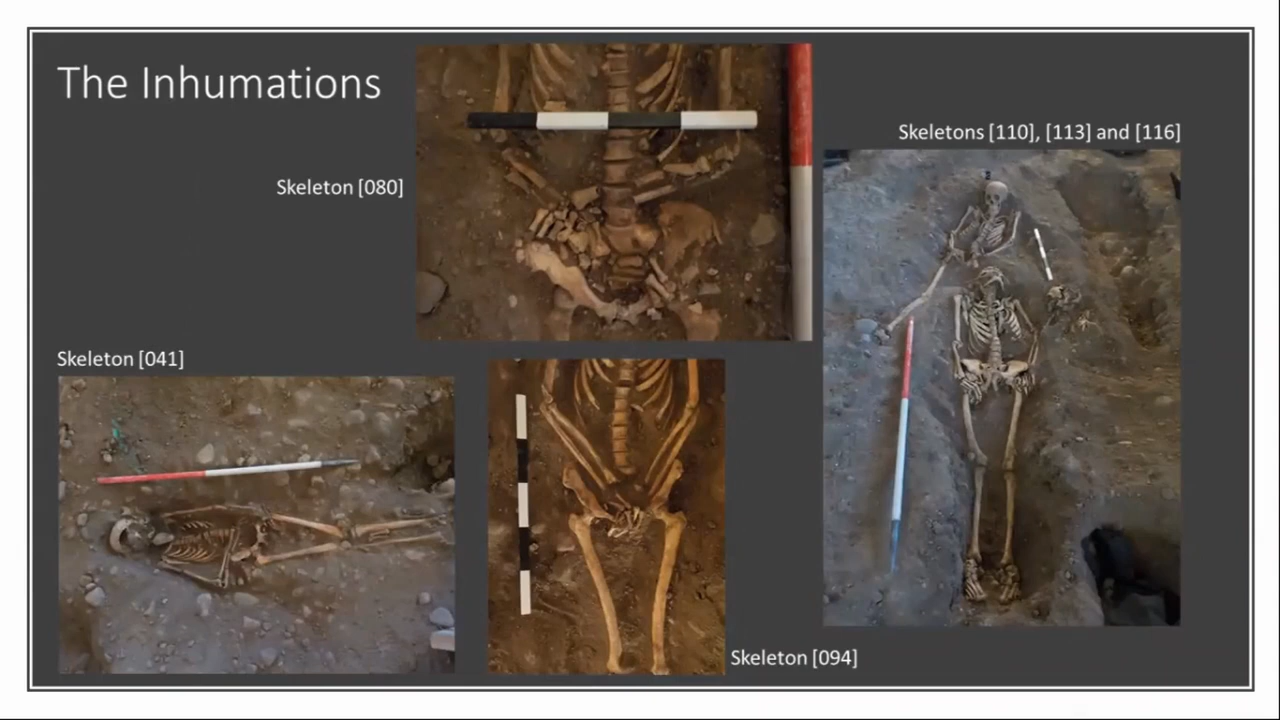 The Inhumations
Skeletons [110], [113] and [116]
Skeleton [080]
Skeleton [041]
Skeleton [094]